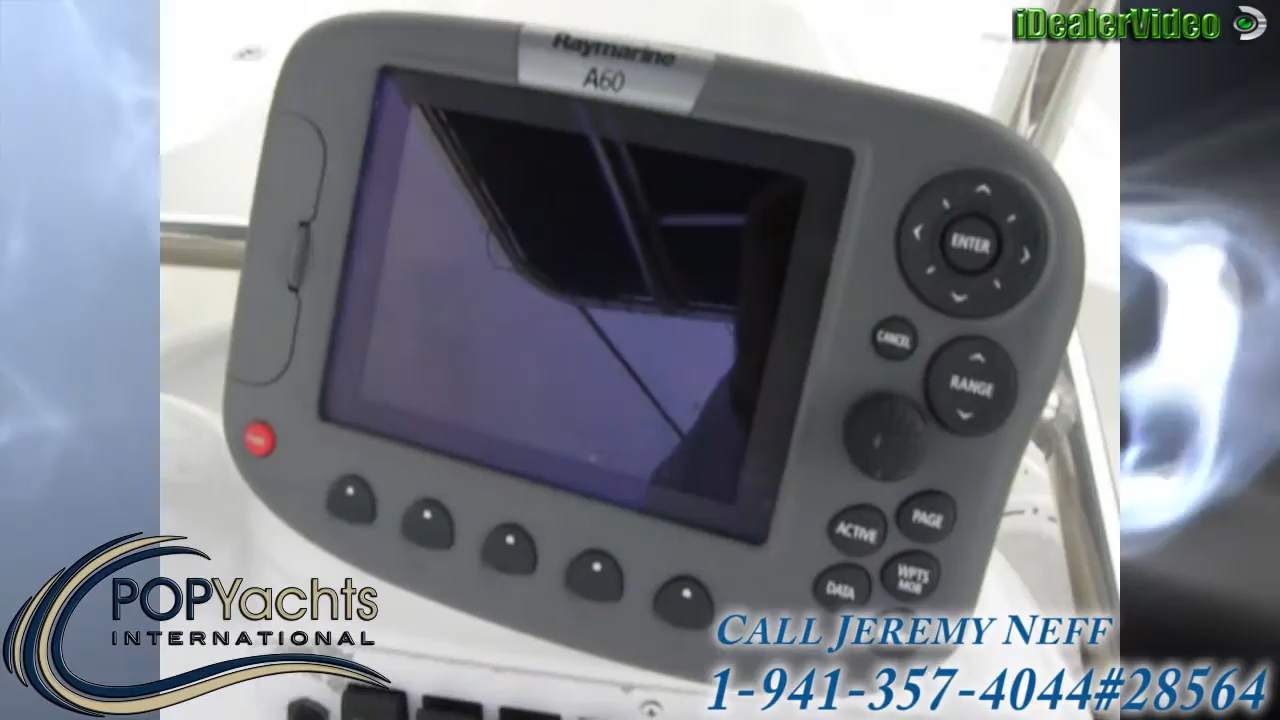 iDealerVideo
Raymarine
A60
ENTER
CANCEL
RANGE
ACTIVE
PAGE
DATA
WPTS
MOB
POPYachts
INTERNATIONAL
CALL JEREMY NEFF
1-941-357-4044#28564